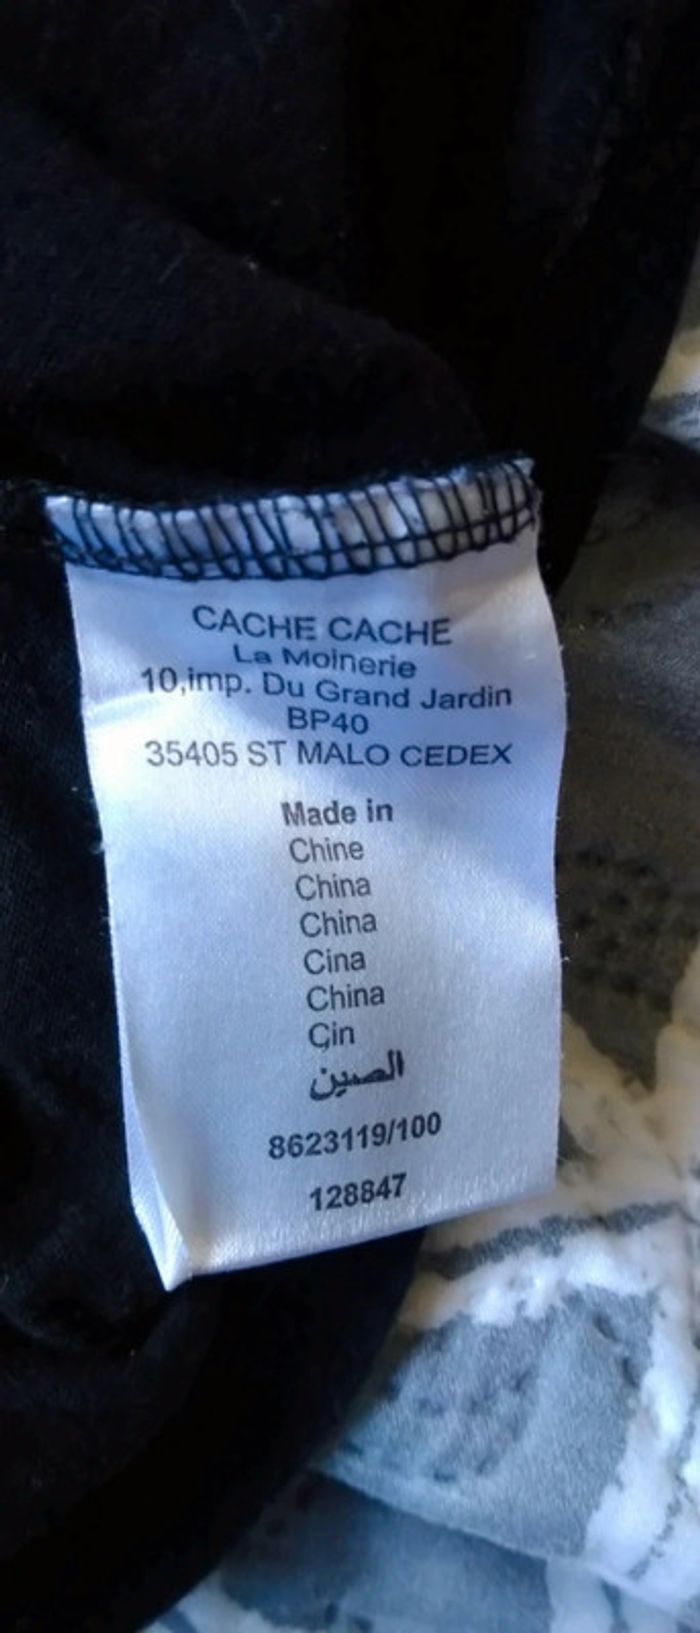 CACHE CACHE
La Moinerie
10,imp. Du Grand Jardin
BP40
35405 ST MALO CEDEX
Made in
Chine
China
China
Cina
China
Çin
الصين
8623119/100
128847